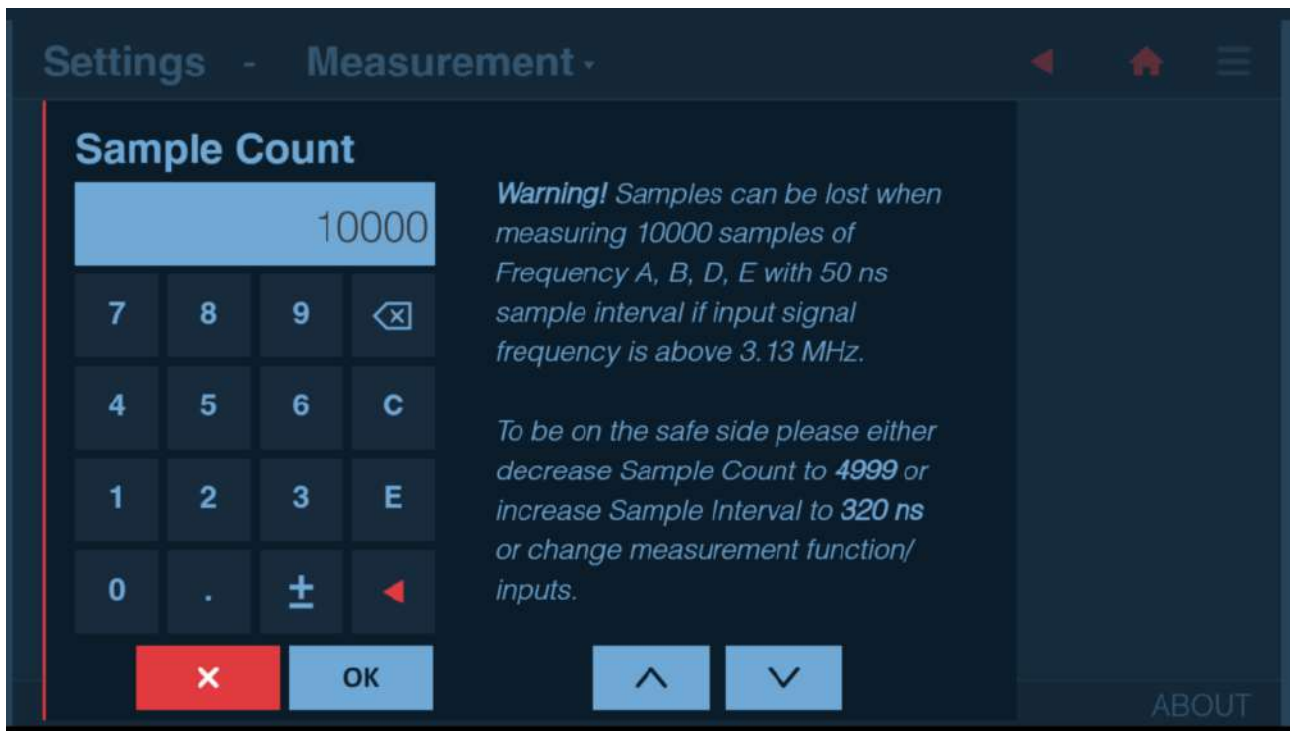 Settings - Measurement
Sample Count
10000
7 8 9
4 5 6 C
1 2 3 E
0 . ±
OK
Warning! Samples can be lost when
measuring 10000 samples of
Frequency A, B, D, E with 50 ns
sample interval if input signal
frequency is above 3.13 MHz.
To be on the safe side please either
decrease Sample Count to 4999 or
increase Sample Interval to 320 ns
or change measurement function/
inputs.
ABOUT